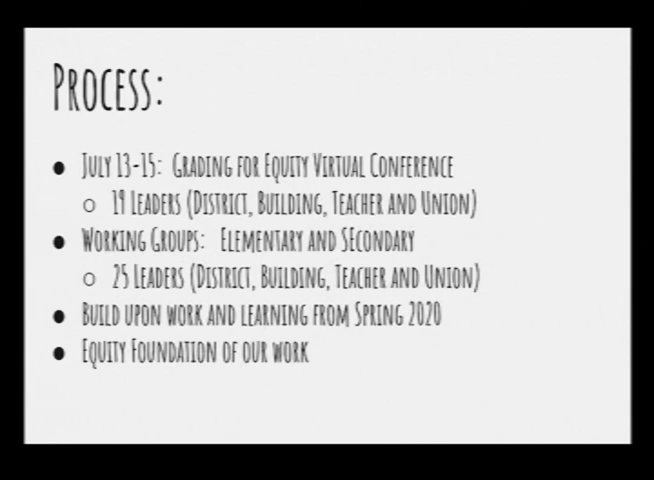 Process:
● July 13-15: Grading for Equity Virtual Conference
○ 19 Leaders (District, Building, Teacher and Union)
● Working Groups: Elementary and SEcondary
○ 25 Leaders (District, Building, Teacher and Union)
● Build upon work and learning from Spring 2020
● Equity Foundation of our work